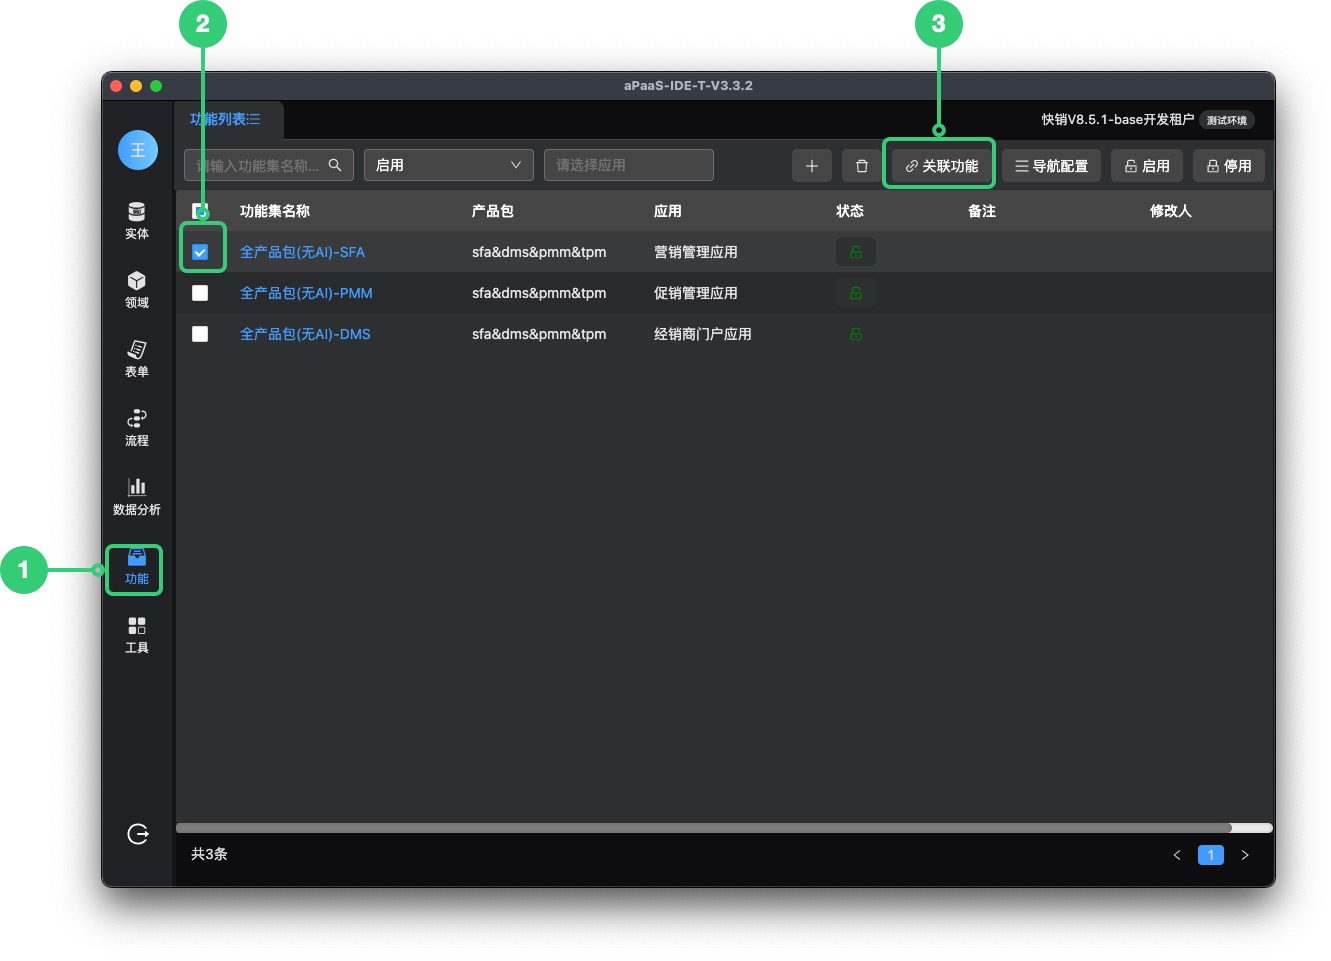 2
3
aPaaS-IDE-T-V3.3.2
功能列表
快销V8.5.1-base开发租户 测试环境
王
请输入功能集名称...
启用
请选择应用
关联功能
导航配置
启用
停用
功能集名称 产品包 应用 状态 备注 修改人
全产品包(无AI)-SFA sfa&dms&pmm&tpm 营销管理应用
全产品包(无AI)-PMM sfa&dms&pmm&tpm 促销管理应用
全产品包(无AI)-DMS sfa&dms&pmm&tpm 经销商门户应用
实体
领域
表单
流程
数据分析
1
功能
工具
共3条
< 1 >